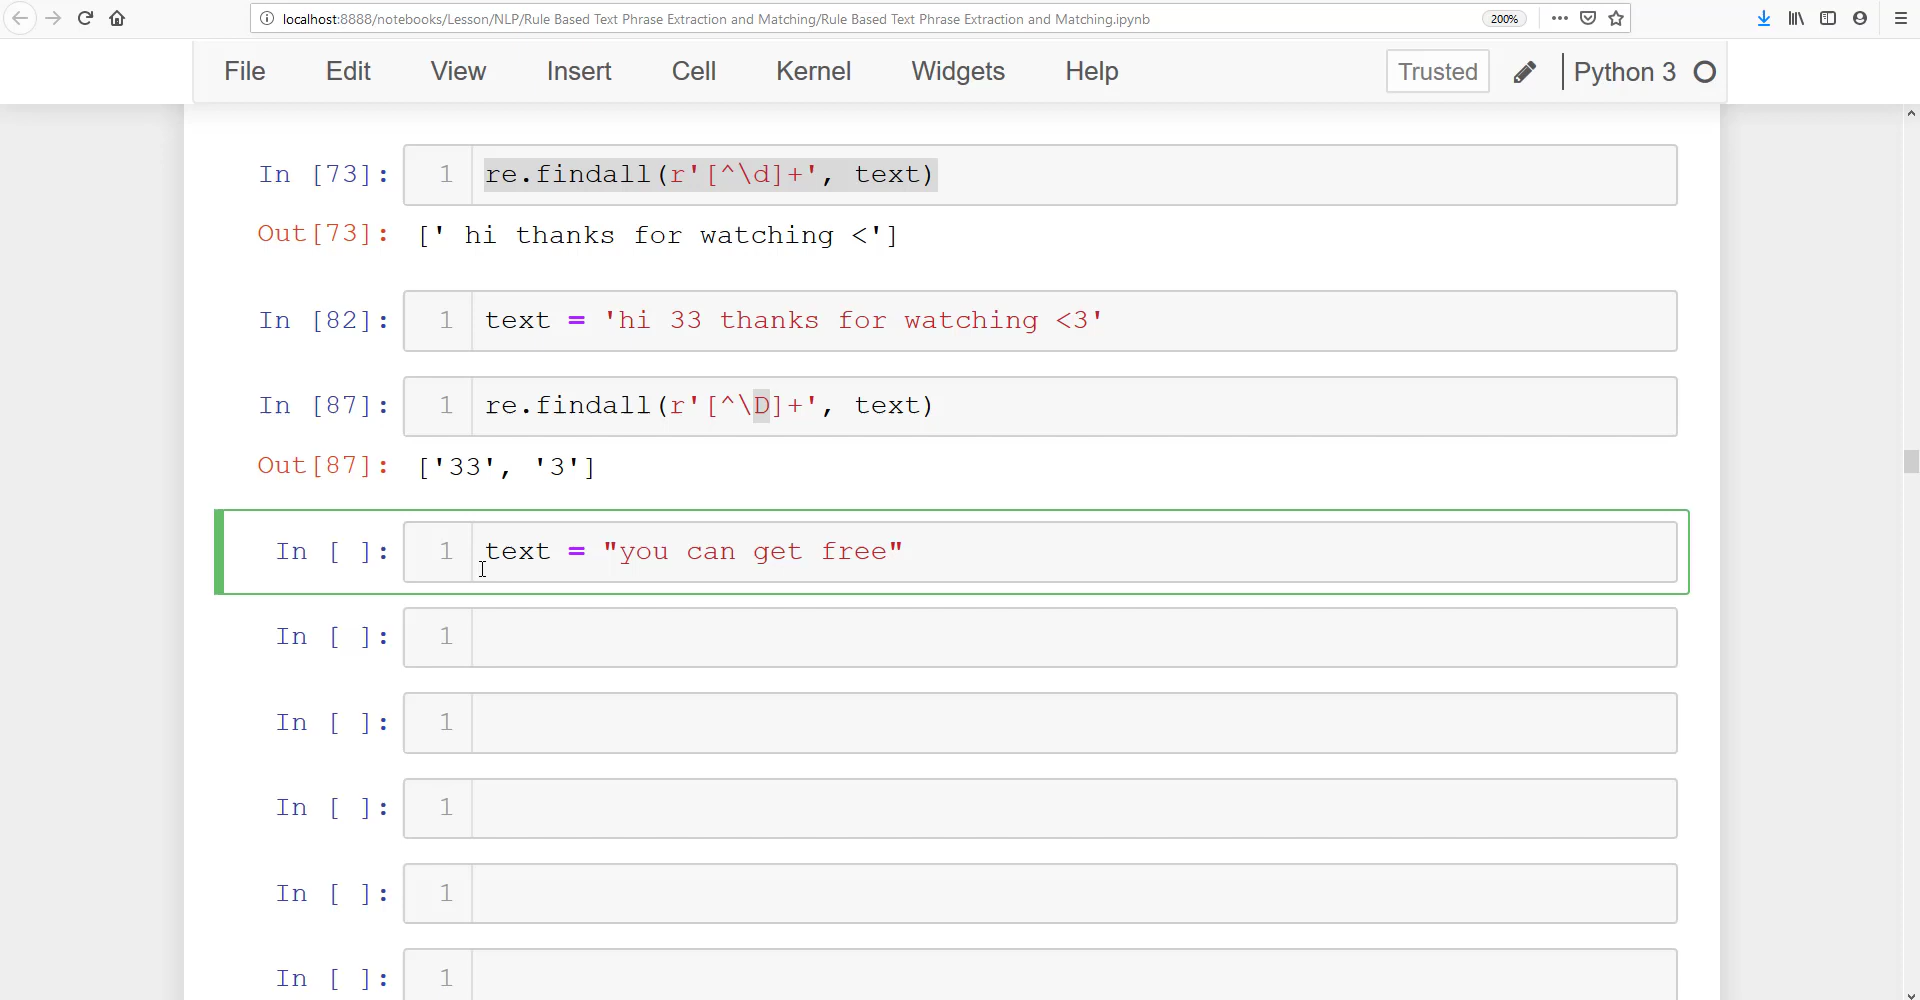 localhost:8888/notebooks/Lesson/NLP/Rule Based Text Phrase Extraction and Matching/Rule Based Text Phrase Extraction and Matching.ipynb 200%
File Edit View Insert Cell Kernel Widgets Help Trusted Python 3
In [73]: 1 re.findall(r'[^\d]+', text)
Out[73]: [' hi thanks for watching <']
In [82]: 1 text = 'hi 33 thanks for watching <3'
In [87]: 1 re.findall(r'[^\D]+', text)
Out[87]: ['33', '3']
In [ ]: 1 text = "you can get free"
In [ ]: 1
In [ ]: 1
In [ ]: 1
In [ ]: 1
In [ ]: 1